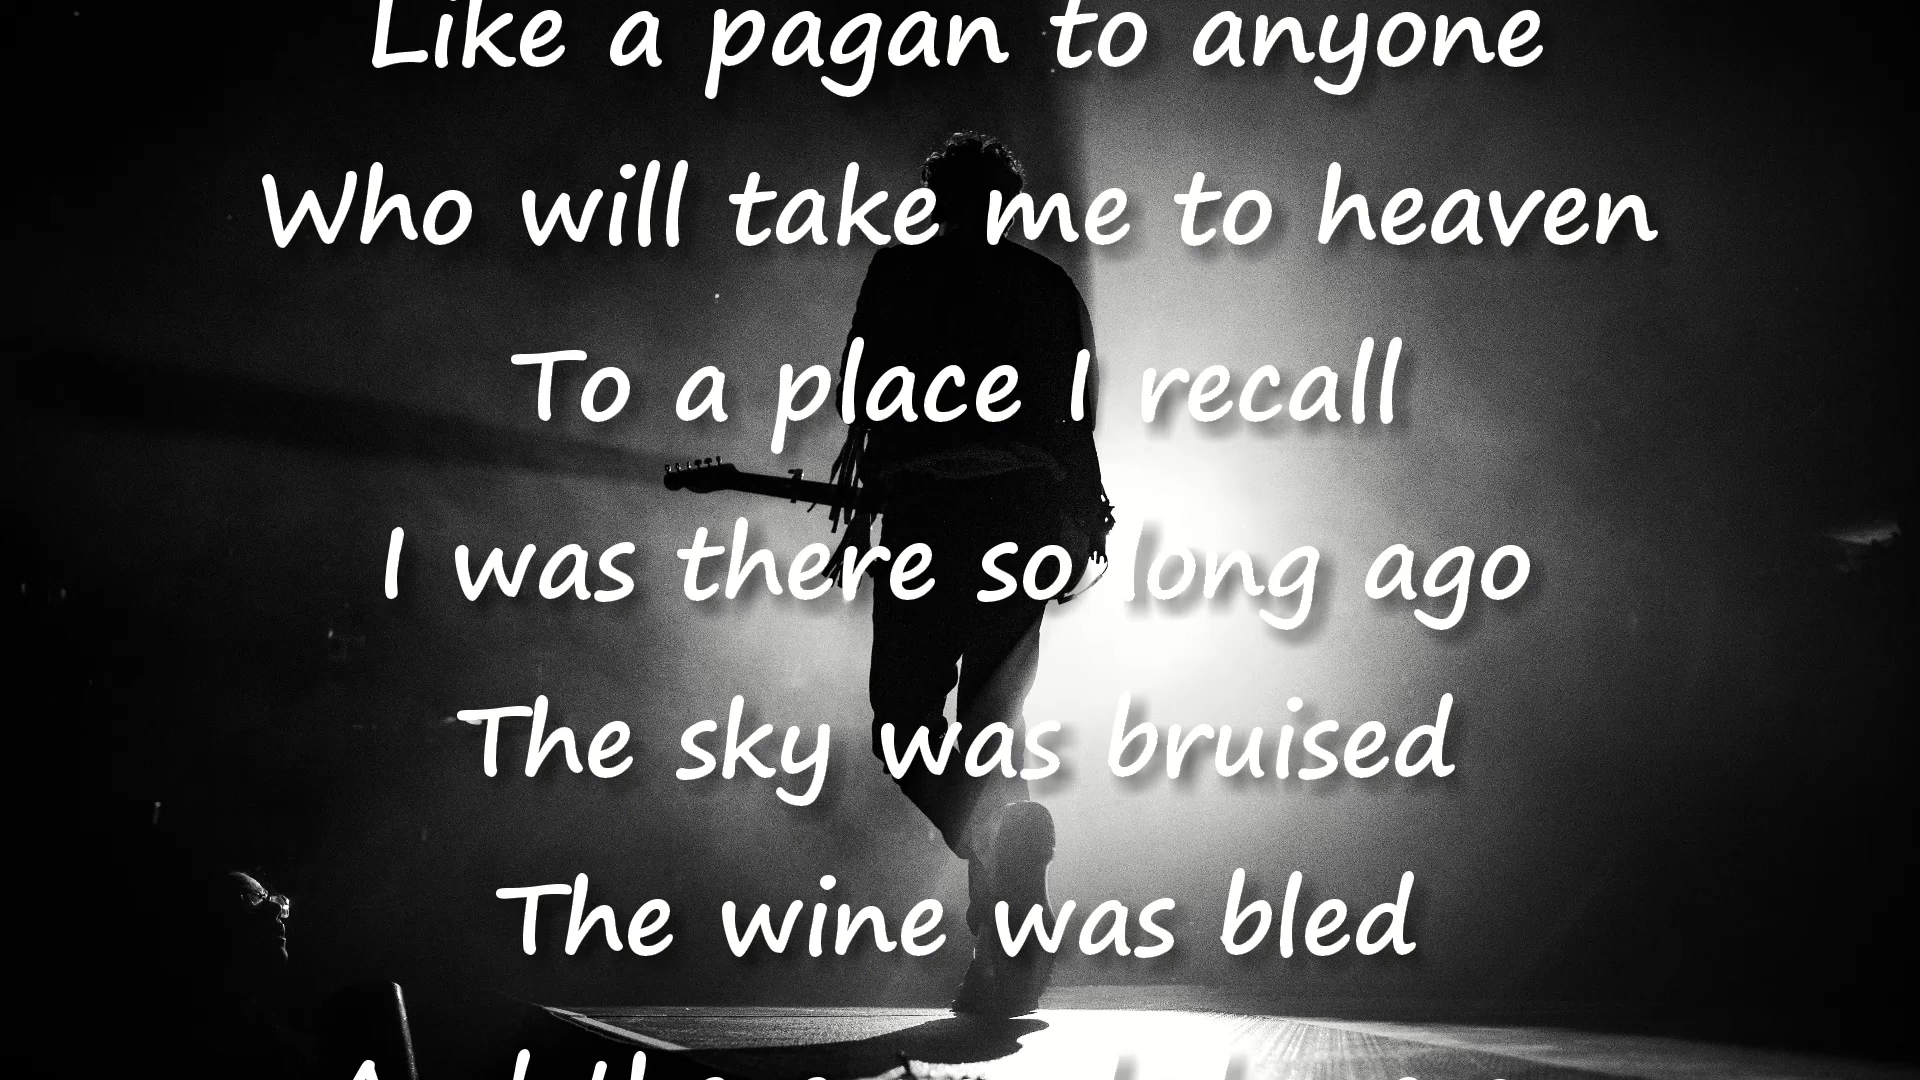 Like a pagan to anyone
Who will take me to heaven
To a place I recall
I was there so long ago
The sky was bruised
The wine was bled